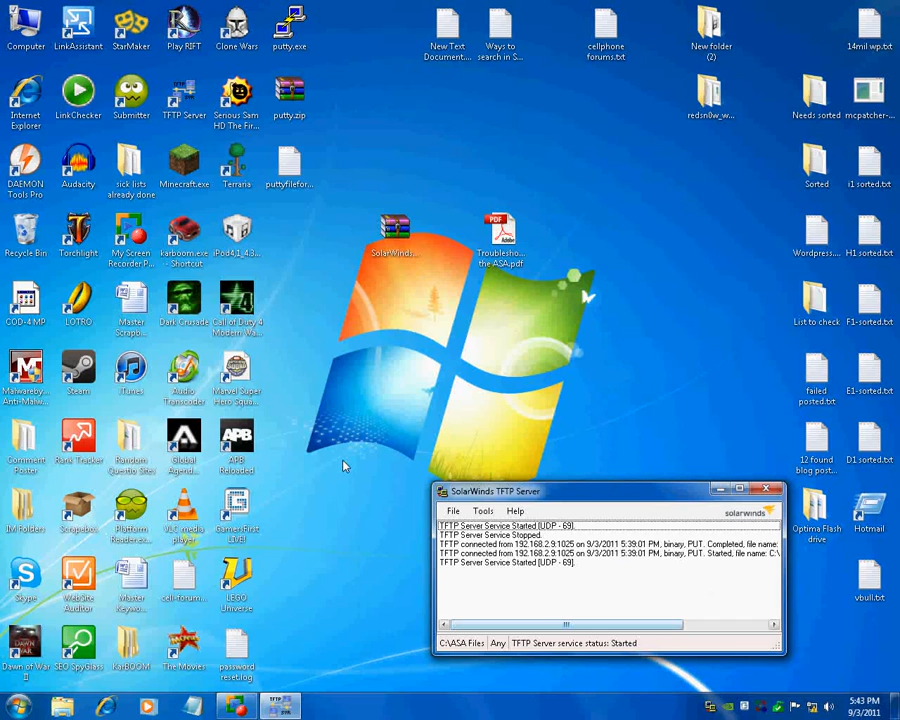 Computer
LinkAssistant
StarMaker
Play RIFT
Clone Wars
putty.exe
New Text Document....
Ways to search in S...
cellphone forums.txt
New folder (2)
14mil wp.txt
Internet Explorer
LinkChecker
Submitter
TFTP Server
Serious Sam HD The Fir...
putty.zip
redsn0w_w...
Needs sorted
mcpatcher-...
DAEMON Tools Pro
Audacity
sick lists already done
Minecraft.exe
Terraria
puttyfilefor...
Sorted
i1 sorted.txt
Recycle Bin
Torchlight
My Screen Recorder P...
karboom.exe - Shortcut
iPod4,1_4.3...
SolarWinds...
PDF
Adobe
Troublesho... the ASA.pdf
Wordpress....
H1-sorted.txt
COD-4 MP
LOTRO
Master Scrapb...
Dark Crusade
Call of Duty 4 Modern Wa...
List to check
F1-sorted.txt
Malwareby... Anti-Malw...
Steam
iTunes
Audio Transcoder
Marvel Super Hero Squa...
failed posted.txt
E1-sorted.txt
Comment Poster
Rank Tracker
Random Quentio Sites
Global Agend...
APB
APB Reloaded
12 found blog post...
D1 sorted.txt
IM Folders
Scrapebox
Platform Reader.ex...
VLC media player
GamersFirst LIVE!
Optima Flash drive
Hotmail
Skype
WebSite Auditor
Master Keywo...
cell-forum...
LEGO Universe
vbull.txt
Dawn of War II
SEO SpyGlass
KarBOOM
The Movies
password reset.log
SolarWinds TFTP Server
File Tools Help
solarwinds
TFTP Server Service Started [UDP - 69].
TFTP Server Service Stopped.
TFTP connected from 192.168.2.9:1025 on 9/3/2011 5:39:01 PM, binary, PUT. Completed, file name:
TFTP connected from 192.168.2.9:1025 on 9/3/2011 5:39:01 PM, binary, PUT. Started, file name: C:\
TFTP Server Service Started [UDP - 69].
C:\ASA Files Any TFTP Server service status: Started
5:43 PM
9/3/2011